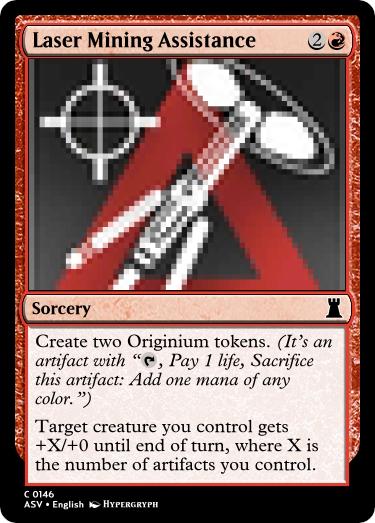 Laser Mining Assistance 2
Sorcery
Create two Originium tokens. (It's an
artifact with “, Pay 1 life, Sacrifice
this artifact: Add one mana of any
color.”)
Target creature you control gets
+X/+0 until end of turn, where X is
the number of artifacts you control.
C 0146
ASV • English HYPERGRYPH